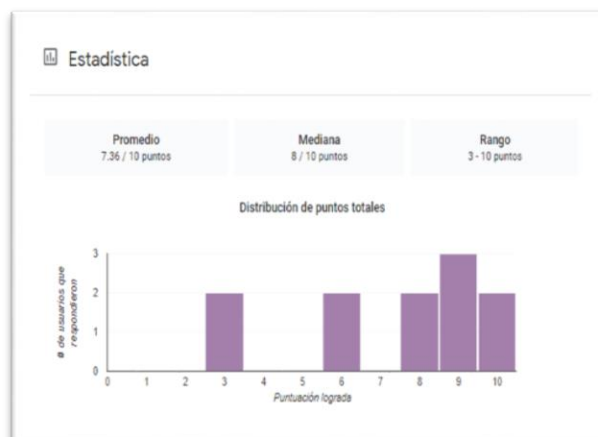 Estadística
Promedio
7.36 / 10 puntos
Mediana
8 / 10 puntos
Rango
3 - 10 puntos
Distribución de puntos totales
# de usuarios que
respondieron
3
2
1
0
0 1 2 3 4 5 6 7 8 9 10
Puntuación lograda